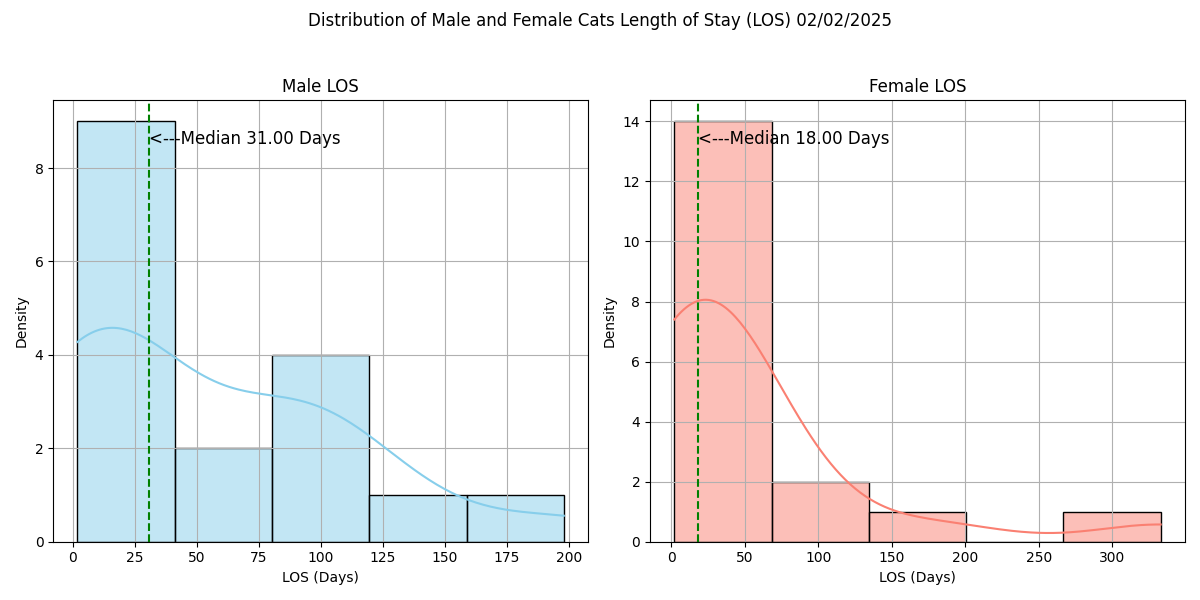 Distribution of Male and Female Cats Length of Stay (LOS) 02/02/2025
Male LOS
<---Median 31.00 Days
8
6
4
2
0
Density
0 25 50 75 100 125 150 175 200
LOS (Days)
Female LOS
<---Median 18.00 Days
14
12
10
8
6
4
2
0
Density
0 50 100 150 200 250 300
LOS (Days)